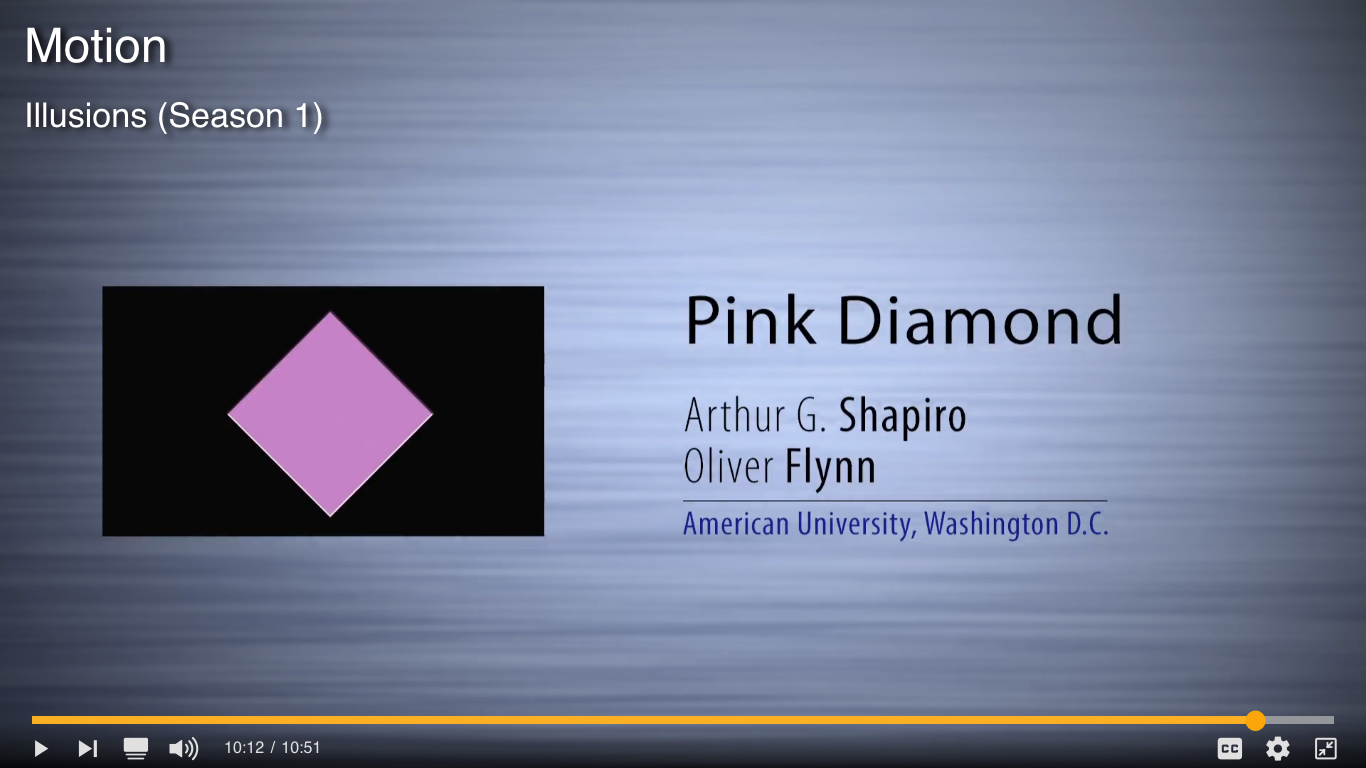 Motion
Illusions (Season 1)
Pink Diamond
Arthur G. Shapiro
Oliver Flynn
American University, Washington D.C.
10:12 / 10:51
CC